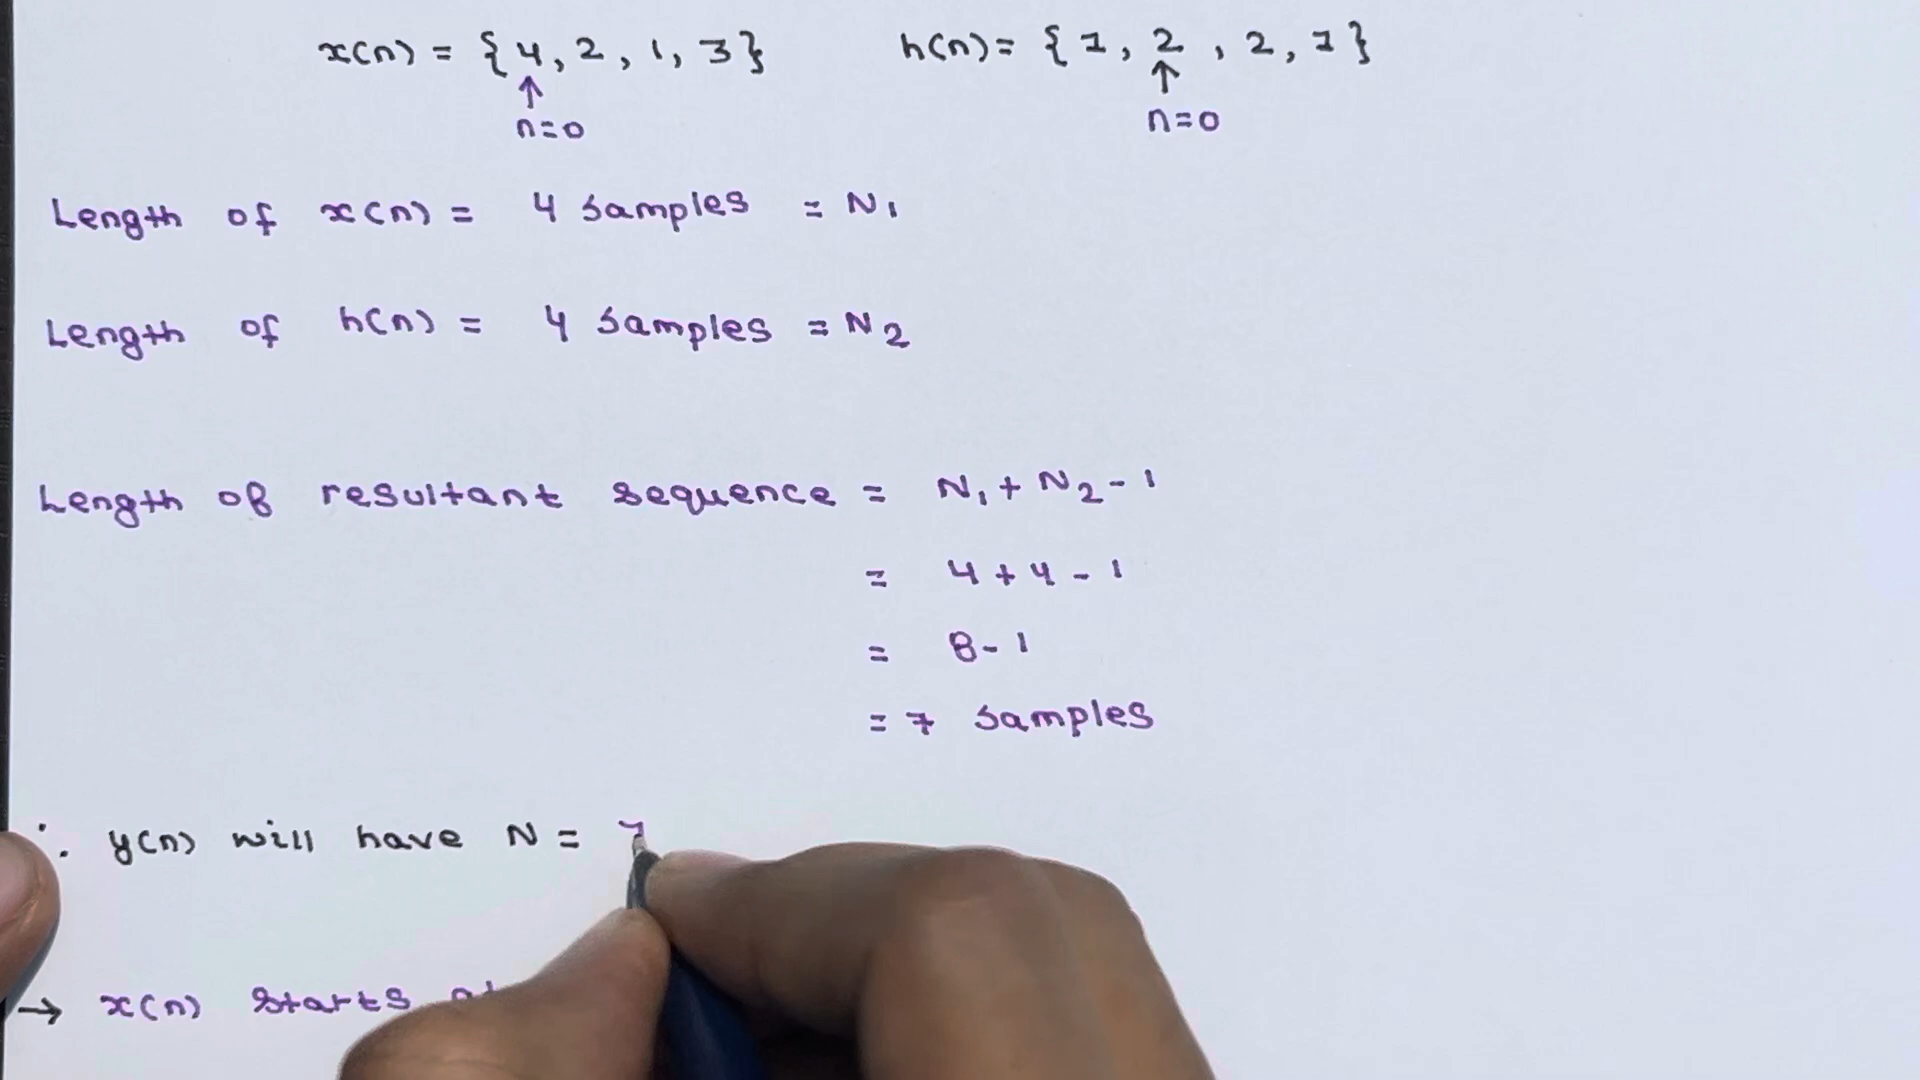 x(n) = {4, 2, 1, 3} h(n) = {1, 2, 2, 1}
↑ ↑
n=0 n=0
Length of x(n) = 4 samples = N₁
Length of h(n) = 4 samples = N₂
Length of resultant sequence = N₁ + N₂ - 1
= 4 + 4 - 1
= 8 - 1
= 7 samples
∴ y(n) will have N = 7
→ x(n) starts at